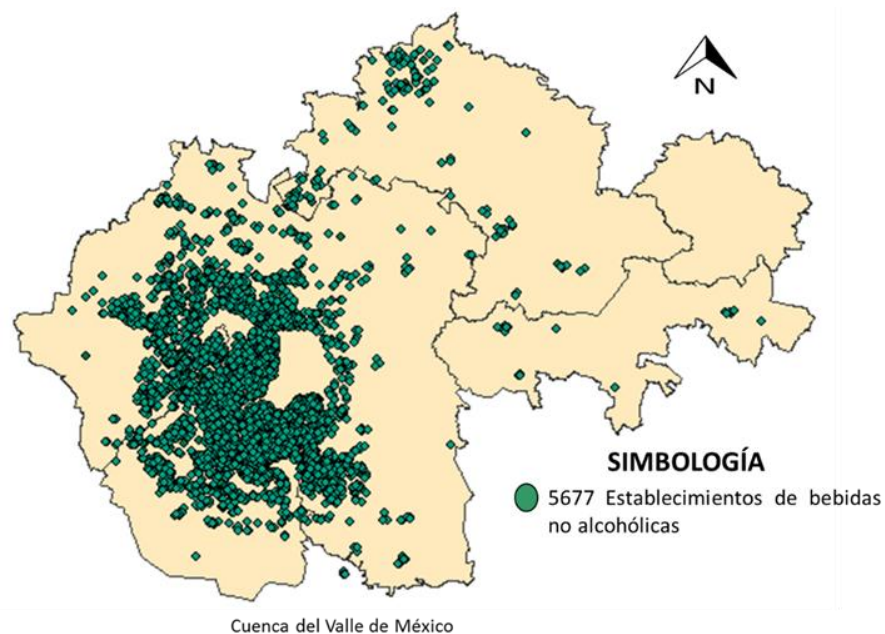 N
SIMBOLOGÍA
5677 Establecimientos de bebidas
no alcohólicas
Cuenca del Valle de México